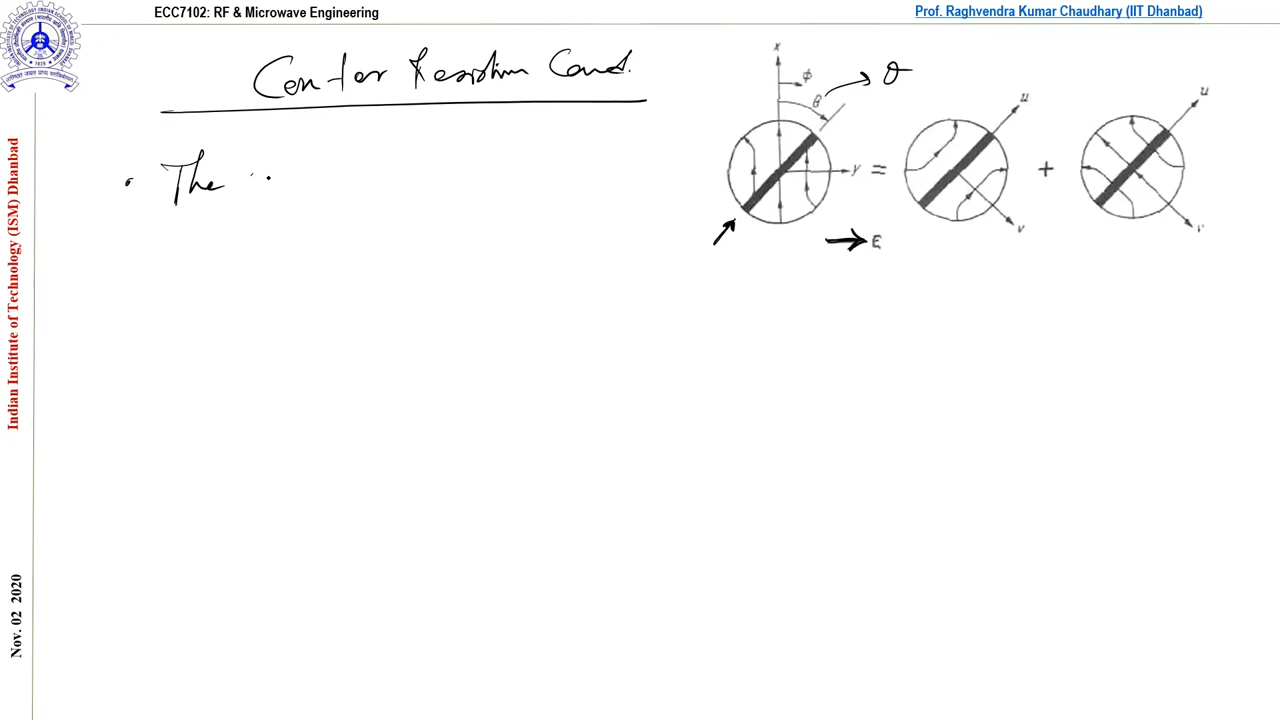 ECC7102: RF & Microwave Engineering
Prof. Raghvendra Kumar Chaudhary (IIT Dhanbad)
Center Resistive Card.
• The
x
ϕ
θ
θ
y
=
u
v
+
u
v
E
Indian Institute of Technology (ISM) Dhanbad
Nov. 02 2020